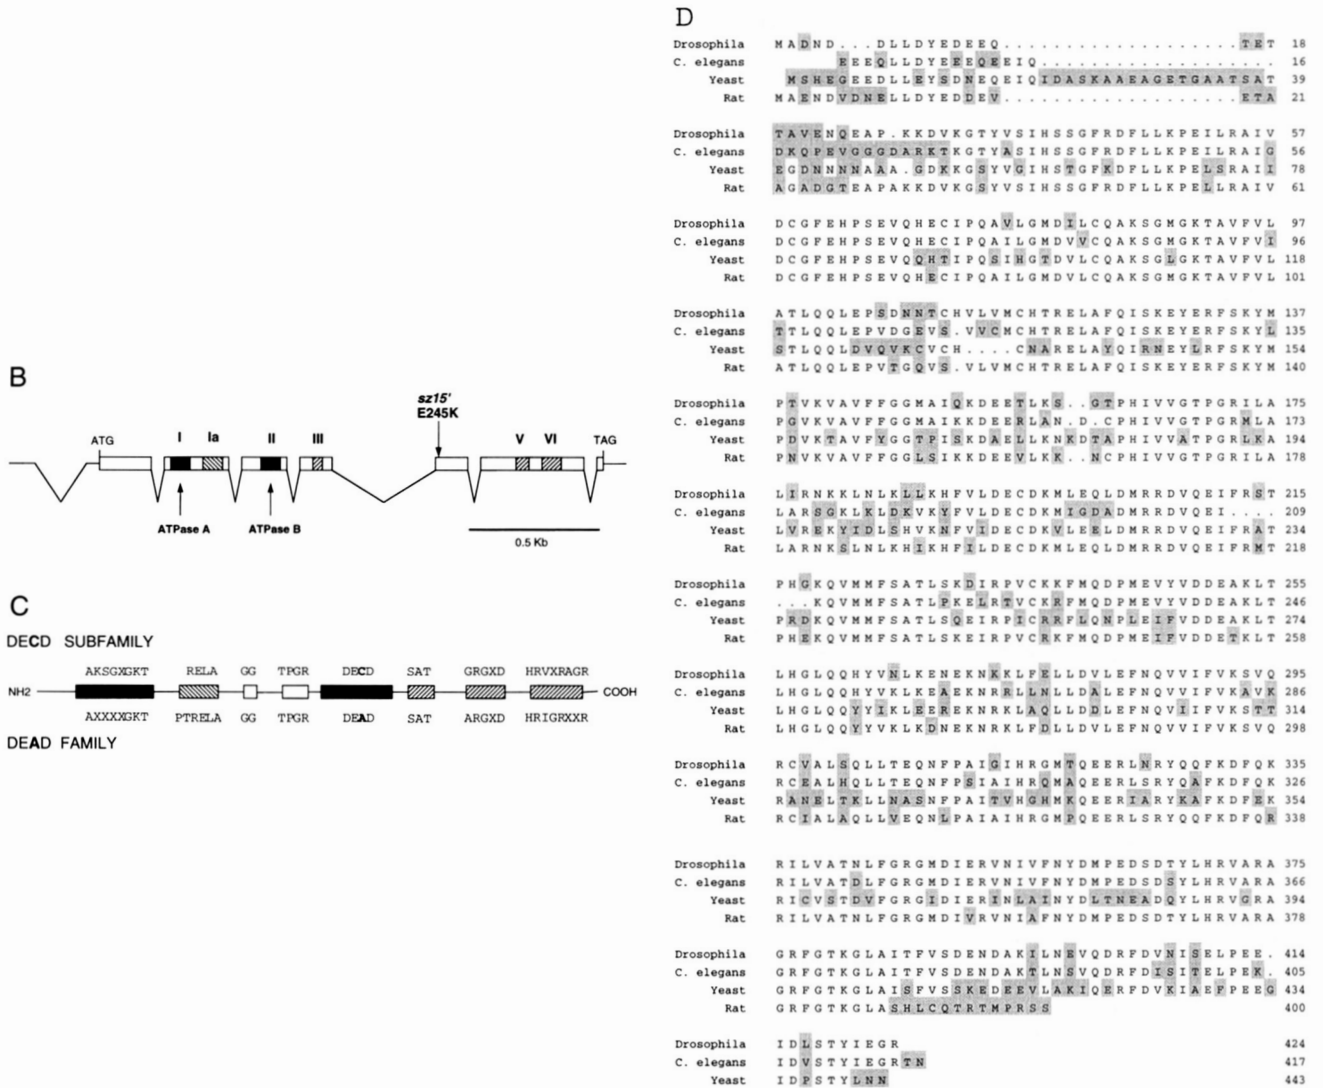 B
sz15'
E245K
ATG
I
Ia
II
III
V
VI
TAG
ATPase A
ATPase B
0.5 Kb
C
DECD SUBFAMILY
AKSGXGKT RELA GG TPGR DECD SAT GRGXD HRVXRAGR
NH2
COOH
AXXXXGKT PTRELA GG TPGR DEAD SAT ARGXD HRIGRXXR
DEAD FAMILY
D
Drosophila MADND...DLLDYEDEEQ...................TET 18
C. elegans EEEQLLDYEEEQEEIQ................... 16
Yeast MSHEGEEDLLEYSDNEQEIQIDASKAAEAGETGAATSAT 39
Rat MAENDVDNELLDYEDDEV...................ETA 21
Drosophila TAVENQEAP.KKDVKGTYVSIHSSGFRDFLLKPEILRAIV 57
C. elegans DKQPEVGGGDARKTKGTYASIHSSGFRDFLLKPEILRAIG 56
Yeast EGDNNNNAAA.GDKKGSYVGIHSTGFKDFLLKPELSRAII 78
Rat AGADGTEAPAKKDVKGSYVSIHSSGFRDFLLKPELLRAIV 61
Drosophila DCGFEHPSEVQHECIPQAVLGMDILCQAKSGMGKTAVFVL 97
C. elegans DCGFEHPSEVQHECIPQAILGMDVVCQAKSGMGKTAVFVI 96
Yeast DCGFEHPSEVQQHTIPQSIHGTDVLCQAKSGLGKTAVFVL 118
Rat DCGFEHPSEVQHECIPQAILGMDVLCQAKSGMGKTAVFVL 101
Drosophila ATLQQLEPSDNNTCHVLVMCHTRELAFQISKEYERFSKYM 137
C. elegans TTLQQLEPVDGEVS.VVCMCHTRELAFQISKEYERFSKYL 135
Yeast STLQQLDVQVKCVCH....CNARELAYQIRNEYLRFSKYM 154
Rat ATLQQLEPVTGQVS.VLVMCHTRELAFQISKEYERFSKYM 140
Drosophila PTVKVAVFFGGMAIQKDEETLKS..GTPHIVVGTPGRILA 175
C. elegans PGVKVAVFFGGMAIKKDEERLAN.D.CPHIVVGTPGRMLA 173
Yeast PDVKTAVFYGGTPISKDAELLKNKDTAPHIVVATPGRLKA 194
Rat PNVKVAVFFGGLSIKKDEEVLKK..NCPHIVVGTPGRILA 178
Drosophila LIRNKKLNLKLLKHFVLDECDKMLEQLDMRRDVQEIFRST 215
C. elegans LARSGKLKLDKVKYFVLDECDKMIGDADMRRDVQEI.... 209
Yeast LVREKYIDLSHVKNFVIDECDKVLEELDMRRDVQEIFRAT 234
Rat LARNKSLNLKHIKHFILDECDKMLEQLDMRRDVQEIFRMT 218
Drosophila PHGKQVMMFSATLSKDIRPVCKKFMQDPMEVYVDDEAKLT 255
C. elegans ...KQVMMFSATLPKELRTVCKRFMQDPMEVYVDDEAKLT 246
Yeast PRDKQVMMFSATLSQEIRPICRRFLQNPLEIFVDDEAKLT 274
Rat PHEKQVMMFSATLSKEIRPVCRKFMQDPMEIFVDDETKLT 258
Drosophila LHGLQQHYVNLKENEKNKKLFELLDVLEFNQVVIFVKSVQ 295
C. elegans LHGLQQHYVKLKEAEKNRRLLNLLDALEFNQVVIFVKAVK 286
Yeast LHGLQQYYIKLEEREKNRKLAQLLDDLEFNQVIIFVKSTT 314
Rat LHGLQQYYVKLKDNEKNRKLFDLLDVLEFNQVVIFVKSVQ 298
Drosophila RCVALSQLLTEQNFPAIGIHRGMTQEERLNRYQQFKDFQK 335
C. elegans RCEALHQLLTEQNFPSIAIHRQMAQEERLSRYQAFKDFQK 326
Yeast RANELTKLLNASNFPAITVHGHMKQEERIARYKAFKDFEK 354
Rat RCIALAQLLVEQNLPAIAIHRGMPQEERLSRYQQFKDFQR 338
Drosophila RILVATNLFGRGMDIERVNIVFNYDMPEDSDTYLHRVARA 375
C. elegans RILVATDLFGRGMDIERVNIVFNYDMPEDSDSYLHRVARA 366
Yeast RICVSTDVFGRGIDIERINLAINYDLTNEADQYLHRVGRA 394
Rat RILVATNLFGRGMDIVRVNIAFNYDMPEDSDTYLHRVARA 378
Drosophila GRFGTKGLAITFVSDENDAKILNEVQDRFDVNISELPEE. 414
C. elegans GRFGTKGLAITFVSDENDAKTLNSVQDRFDISITELPEK. 405
Yeast GRFGTKGLAISFVSSKEDEEVLAKIQERFDVKIAEFPEEG 434
Rat GRFGTKGLASHLCQTRTMPRSS 400
Drosophila IDLSTYIEGR 424
C. elegans IDVSTYIEGRTN 417
Yeast IDPSTYLNN 443